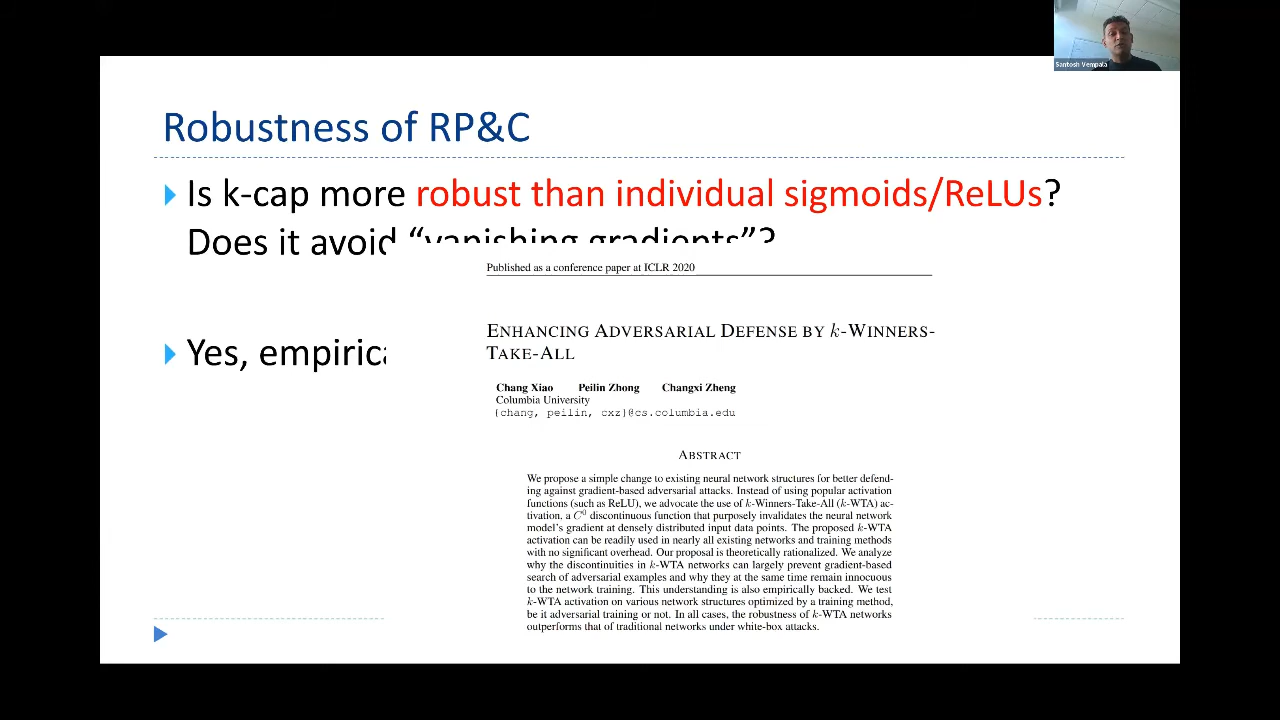 Santosh Vempala
Robustness of RP&C
Is k-cap more robust than individual sigmoids/ReLUs?
Does it avoid “vanishing gradients”?
Yes, empirica
Published as a conference paper at ICLR 2020
ENHANCING ADVERSARIAL DEFENSE BY k-WINNERS-
TAKE-ALL
Chang Xiao Peilin Zhong Changxi Zheng
Columbia University
{chang, peilin, cxz}@cs.columbia.edu
ABSTRACT
We propose a simple change to existing neural network structures for better defend-
ing against gradient-based adversarial attacks. Instead of using popular activation
functions (such as ReLU), we advocate the use of k-Winners-Take-All (k-WTA) ac-
tivation, a C⁰ discontinuous function that purposely invalidates the neural network
model’s gradient at densely distributed input data points. The proposed k-WTA
activation can be readily used in nearly all existing networks and training methods
with no significant overhead. Our proposal is theoretically rationalized. We analyze
why the discontinuities in k-WTA networks can largely prevent gradient-based
search of adversarial examples and why they at the same time remain innocuous
to the network training. This understanding is also empirically backed. We test
k-WTA activation on various network structures optimized by a training method,
be it adversarial training or not. In all cases, the robustness of k-WTA networks
outperforms that of traditional networks under white-box attacks.